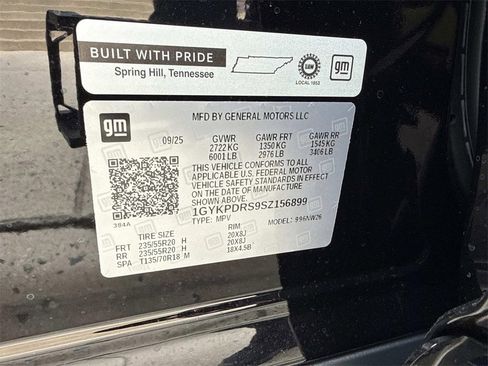 BUILT WITH PRIDE
Spring Hill, Tennessee
UAW
LOCAL 1853
gm
gm
MFD BY GENERAL MOTORS LLC
09/25 GVWR GAWR FRT GAWR RR
2722 KG 1350 KG 1545 KG
6001 LB 2976 LB 3406 LB
THIS VEHICLE CONFORMS TO ALL
APPLICABLE U.S. FEDERAL MOTOR
VEHICLE SAFETY STANDARDS IN EFFECT
ON THE DATE OF MANUFACTURE SHOWN ABOVE.
1GYKPDRS9SZ156899
384A TYPE: MPV MODEL: 996NW26
TIRE SIZE RIM
FRT 235/55R20 H 20X8J
RR 235/55R20 H 20X8J
SPA T135/70R18 M 18X4.5B